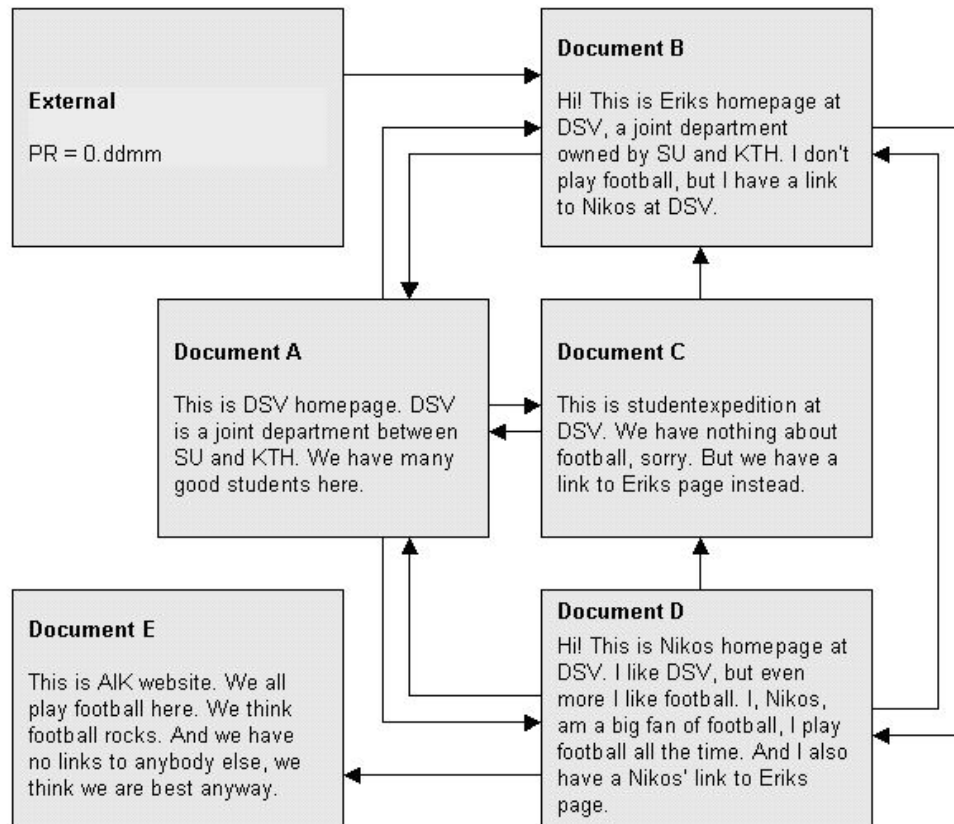 External
PR = 0.ddmm
Document B
Hi! This is Eriks homepage at
DSV, a joint department
owned by SU and KTH. I don't
play football, but I have a link
to Nikos at DSV.
Document A
This is DSV homepage. DSV
is a joint department between
SU and KTH. We have many
good students here.
Document C
This is studentexpedition at
DSV. We have nothing about
football, sorry. But we have a
link to Eriks page instead.
Document E
This is AIK website. We all
play football here. We think
football rocks. And we have
no links to anybody else, we
think we are best anyway.
Document D
Hi! This is Nikos homepage at
DSV. I like DSV, but even
more I like football. I, Nikos,
am a big fan of football, I play
football all the time. And I also
have a Nikos' link to Eriks
page.